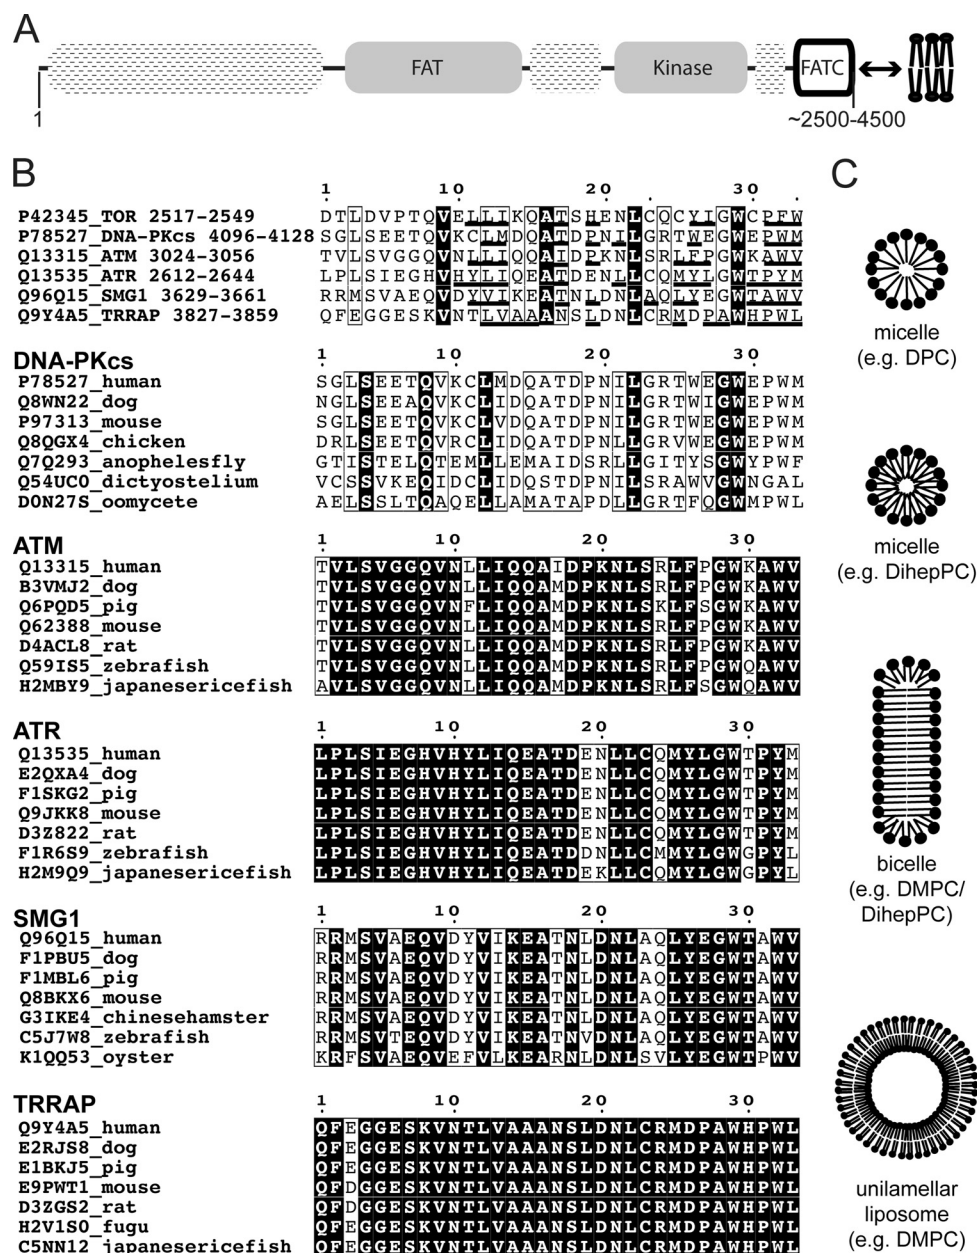 A
FAT Kinase FATC
1 ~2500-4500
B
C
1 10 20 30
P42345_TOR 2517-2549 DTLDVPTQVELLIKQATSHENLCQCYIGWCPFW
P78527_DNA-PKcs 4096-4128 SGLSEETQVKCLMDQATDPNILGRTWEGWEPWM
Q13315_ATM 3024-3056 TVLSVGGQVNLLIQQAIDPKNLSRLFPGWKAWV
Q13535_ATR 2612-2644 LPLSIEGHVHYLIQEATDENLLCQMYLGWTPYM
Q96Q15_SMG1 3629-3661 RRMSVAEQVDYVIKEATNLDNLAQLYEGWTAWV
Q9Y4A5_TRRAP 3827-3859 QFEGGESKVNTLVAAANSLDNLCRMDPAWHPWL
DNA-PKcs
1 10 20 30
P78527_human SGLSEETQVKCLMDQATDPNILGRTWEGWEPWM
Q8WN22_dog NGLSEEAQVKCLIDQATDPNILGRTWIGWEPWM
P97313_mouse SGLSEETQVKCLVDQATDPNILGRTWEGWEPWM
Q8QGX4_chicken DRLSEETQVRCLIDQATDPNLLGRVWEGWEPWM
Q7Q293_anophelesfly GTISTELQTEMLLEMAIDSRLLGITYSGWYPWF
Q54UC0_dictyostelium VCSSVKEQIDCLIDQSTDPNILSRAWVGWNGAL
D0N27S_oomycete AELSSLTQAQELLAMATAPDLLGRTFQGWMPWL
ATM
1 10 20 30
Q13315_human TVLSVGGQVNLLIQQAIDPKNLSRLFPGWKAWV
B3VMJ2_dog TVLSVGGQVNLLIQQAMDPKNLSRLFPGWKAWV
Q6PQD5_pig TVLSVGGQVNFLIQQAMDPKNLSKLFSGWKAWV
Q62388_mouse TVLSVGGQVNLLIQQAMDPKNLSRLFPGWKAWV
D4ACL8_rat TVLSVGGQVNLLIQQAMDPKNLSRLFPGWKAWV
Q59IS5_zebrafish TVLSVGGQVNLLIQQAMDPKNLSRLFPGWQAWV
H2MBY9_japanesericefish AVLSVGGQVNLLIQQAMDPKNLSRLFSGWQAWV
ATR
1 10 20 30
Q13535_human LPLSIEGHVHYLIQEATDENLLCQMYLGWTPYM
E2QXA4_dog LPLSIEGHVHYLIQEATDENLLCQMYLGWTPYM
F1SKG2_pig LPLSIEGHVHYLIQEATDENLLCQMYLGWTPYM
Q9JKK8_mouse LPLSIEGHVHYLIQEATDENLLCQMYLGWTPYM
D3Z822_rat LPLSIEGHVHYLIQEATDENLLCQMYLGWTPYM
F1R6S9_zebrafish LPLSIEGHVHYLIQEATDDNLLCMMYLGWGPYL
H2M9Q9_japanesericefish LPLSIEGHVHYLIQEATDEKLLCQMYLGWGPYL
SMG1
1 10 20 30
Q96Q15_human RRMSVAEQVDYVIKEATNLDNLAQLYEGWTAWV
F1PBU5_dog RRMSVAEQVDYVIKEATNLDNLAQLYEGWTAWV
F1MBL6_pig RRMSVAEQVDYVIKEATNLDNLAQLYEGWTAWV
Q8BKX6_mouse RRMSVAEQVDYVIKEATNLDNLAQLYEGWTAWV
G3IKE4_chinesehamster RRMSVAEQVDYVIKEATNLDNLAQLYEGWTAWV
C5J7W8_zebrafish RRMSVTEQVDYVIKEATNVDNLAQLYEGWTAWV
K1QQ53_oyster KRFSVAEQVEFVLKEARNLDNLSVLYEGWTPWV
TRRAP
1 10 20 30
Q9Y4A5_human QFEGGESKVNTLVAAANSLDNLCRMDPAWHPWL
E2RJS8_dog QFEGGESKVNTLVAAANSLDNLCRMDPAWHPWL
E1BKJ5_pig QFEGGESKVNTLVAAANSLDNLCRMDPAWHPWL
E9PWT1_mouse QFDGGESKVNTLVAAANSLDNLCRMDPAWHPWL
D3ZGS2_rat QFDGGESKVNTLVAAANSLDNLCRMDPAWHPWL
H2V1S0_fugu QFEGGESKVNTLVAAANSLDNLCRMDPAWHPWL
C5NN12_japanesericefish QFEGGESKVNTLVAAANSLDNLCRMDPAWHPWL
micelle
(e.g. DPC)
micelle
(e.g. DihepPC)
bicelle
(e.g. DMPC/
DihepPC)
unilamellar
liposome
(e.g. DMPC)